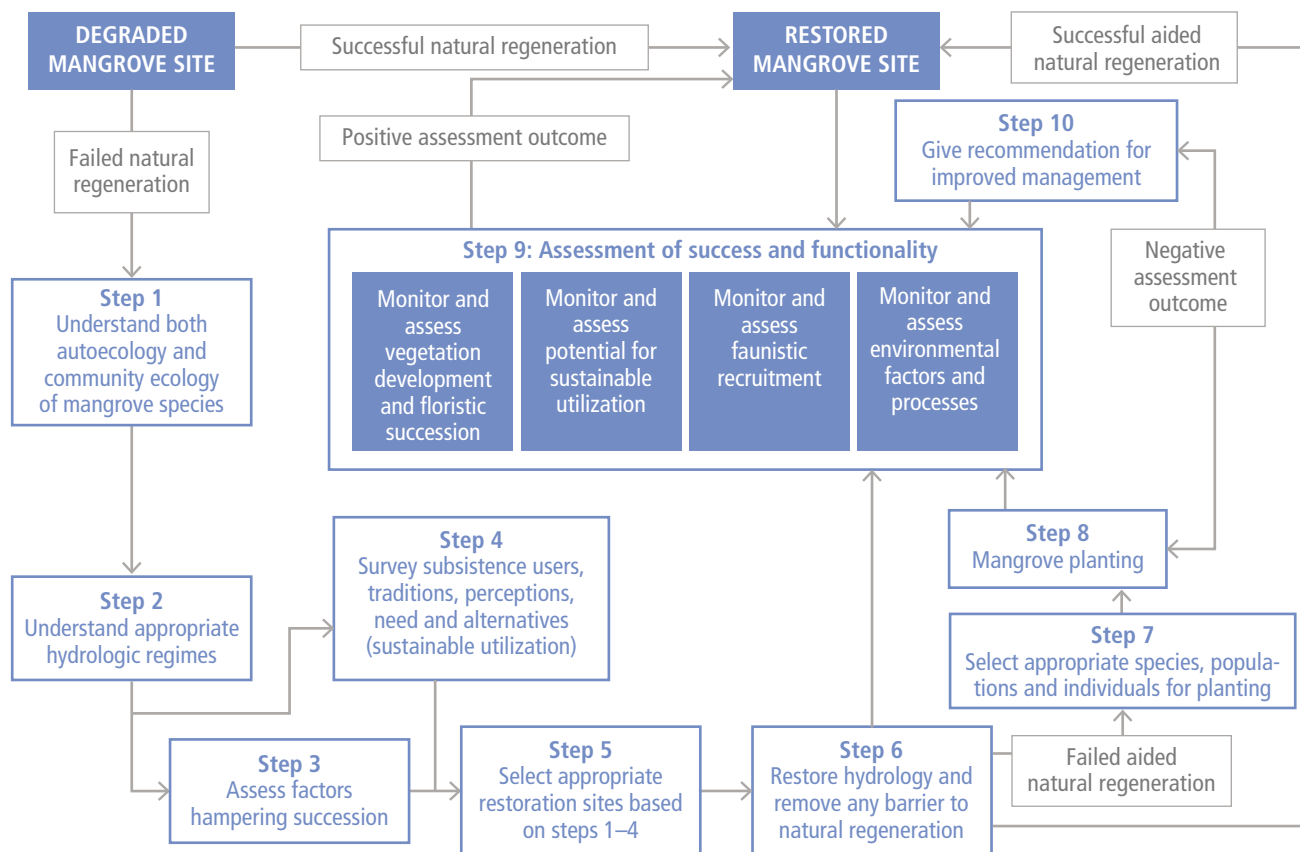 DEGRADED
MANGROVE SITE
Successful natural regeneration
RESTORED
MANGROVE SITE
Successful aided
natural regeneration
Failed natural
regeneration
Positive assessment outcome
Step 10
Give recommendation for
improved management
Negative
assessment
outcome
Step 1
Understand both
autoecology and
community ecology
of mangrove species
Step 9: Assessment of success and functionality
Monitor and
assess
vegetation
development
and floristic
succession
Monitor and
assess
potential for
sustainable
utilization
Monitor and
assess
faunistic
recruitment
Monitor and
assess
environmental
factors and
processes
Step 2
Understand appropriate
hydrologic regimes
Step 4
Survey subsistence users,
traditions, perceptions,
need and alternatives
(sustainable utilization)
Step 8
Mangrove planting
Step 7
Select appropriate species, popula-
tions and individuals for planting
Step 3
Assess factors
hampering succession
Step 5
Select appropriate
restoration sites based
on steps 1–4
Step 6
Restore hydrology and
remove any barrier to
natural regeneration
Failed aided
natural regeneration